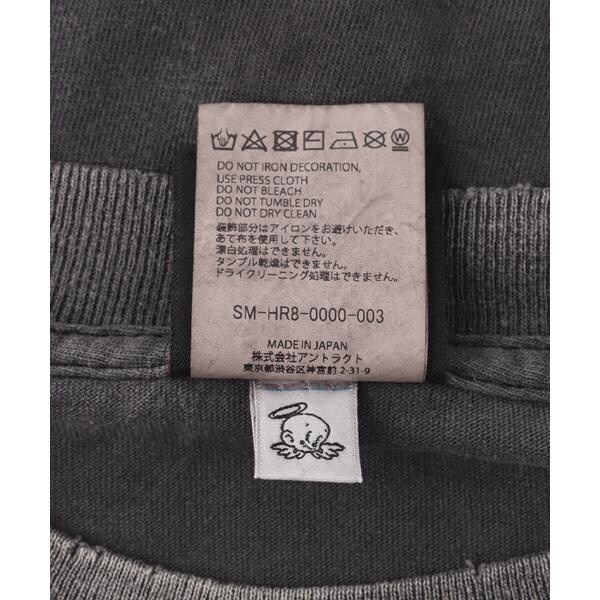 DO NOT IRON DECORATION,
USE PRESS CLOTH
DO NOT BLEACH
DO NOT TUMBLE DRY
DO NOT DRY CLEAN
装飾部分はアイロンをお避けいただき、
あて布を使用して下さい。
漂白処理はできません。
タンブル乾燥はできません。
ドライクリーニング処理はできません。
SM-HR8-0000-003
MADE IN JAPAN
株式会社アントラクト
東京都渋谷区神宮前2-31-9